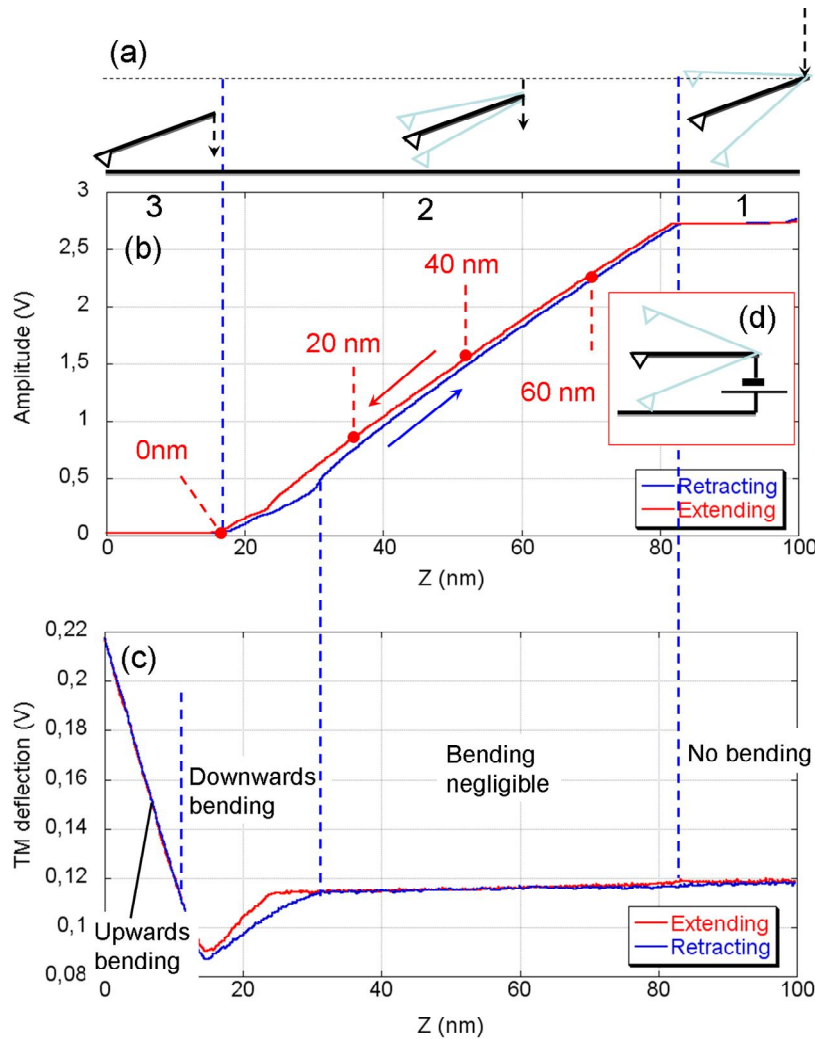 (a)
3 2 1
(b)
(d)
40 nm
20 nm
60 nm
0nm
3
2,5
2
1,5
1
0,5
0
Amplitude (V)
Retracting
Extending
0 20 40 60 80 100
Z (nm)
(c)
0,22
0,2
0,18
0,16
0,14
0,12
0,1
0,08
TM deflection (V)
Downwards
bending
Bending
negligible
No bending
Upwards
bending
Extending
Retracting
0 20 40 60 80 100
Z (nm)